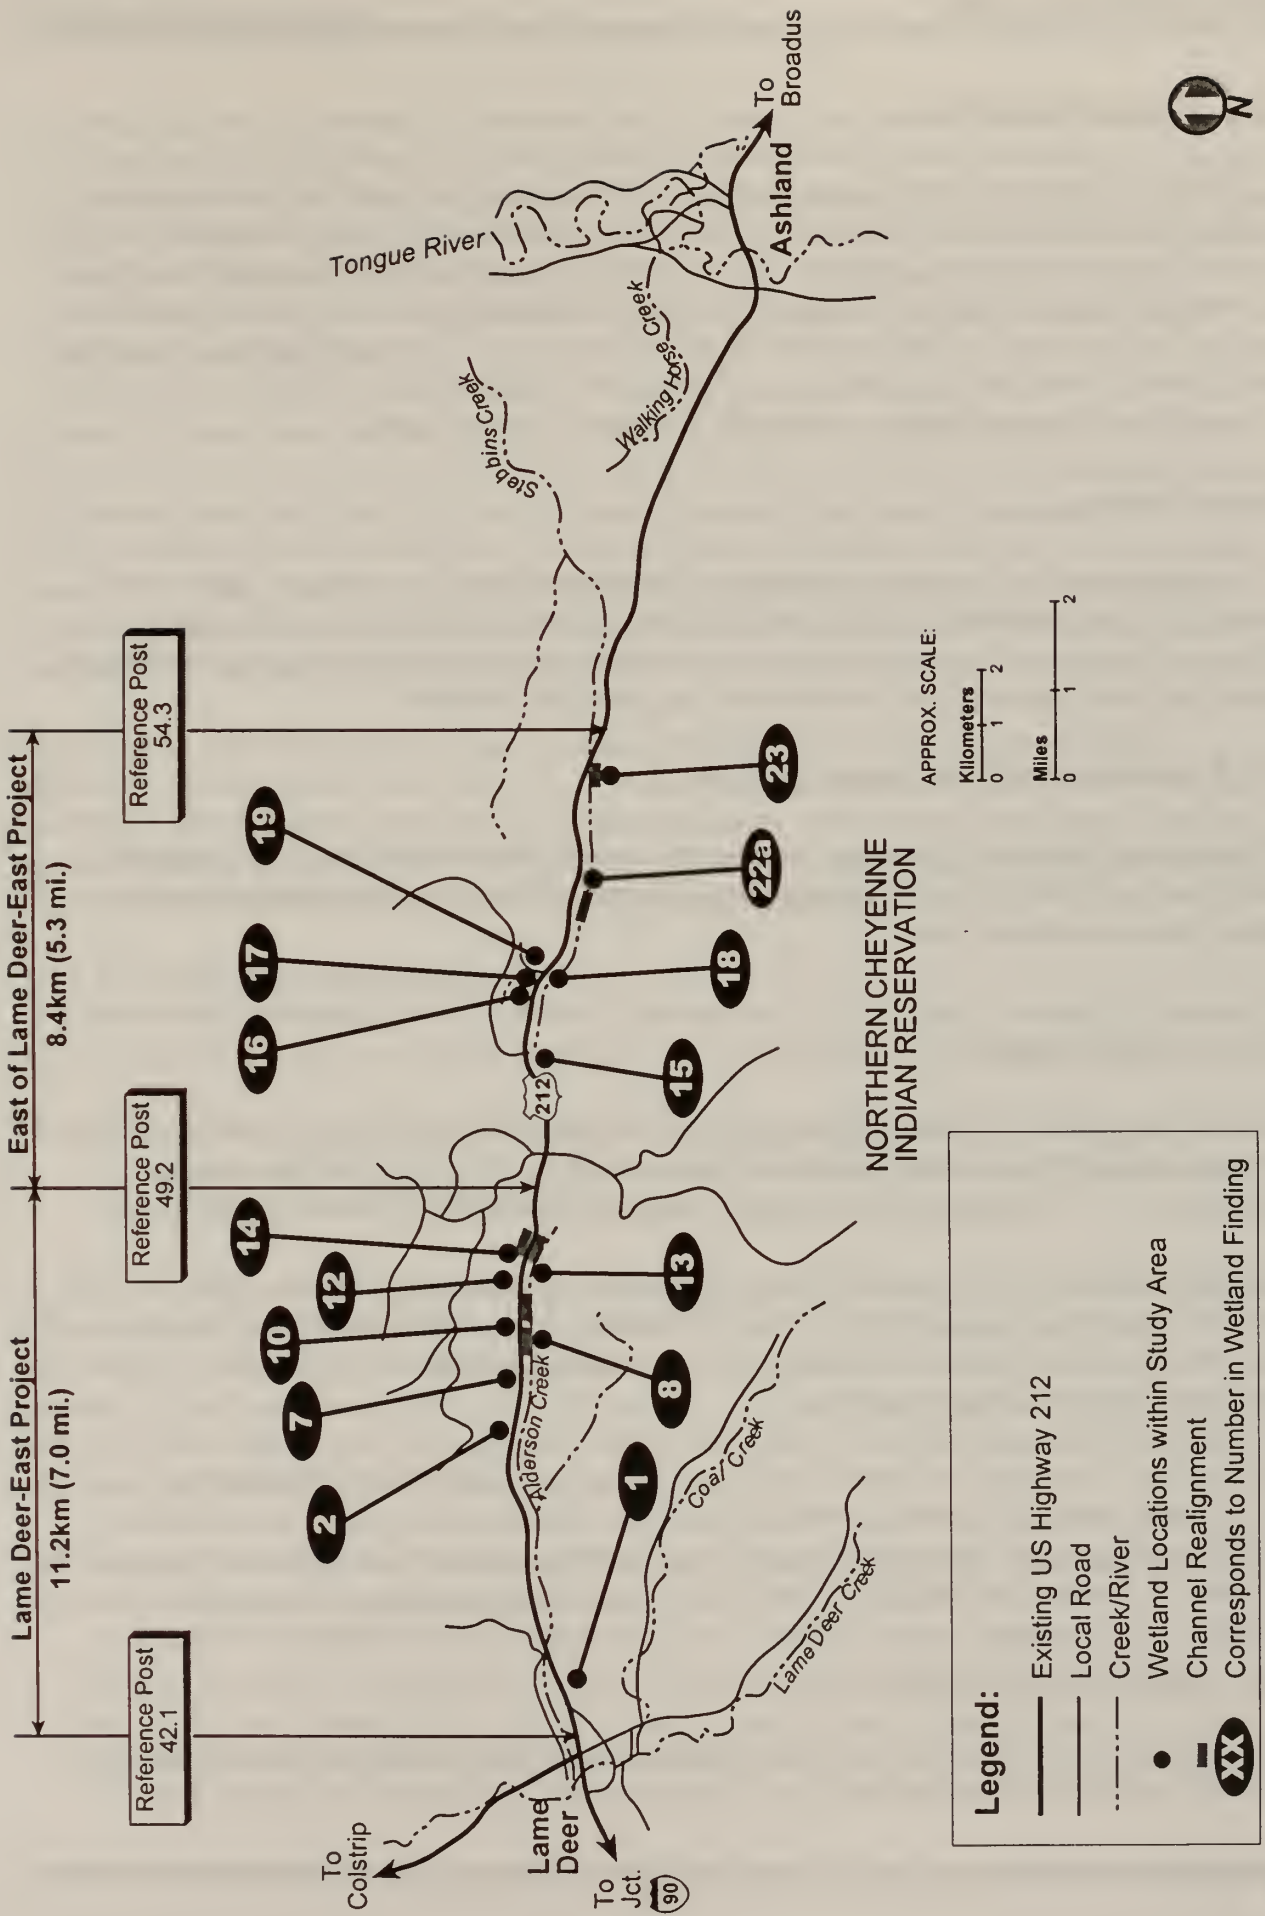 Lame Deer-East Project
11.2km (7.0 mi.)
East of Lame Deer-East Project
8.4km (5.3 mi.)
Reference Post
42.1
Reference Post
49.2
Reference Post
54.3
2
7
10
12
14
16
17
19
1
8
13
15
18
22a
23
To
Colstrip
Lame
Deer
To
Jct.
90
212
Alderson Creek
Coal Creek
Lame Deer Creek
Stebbins Creek
Walking Horse Creek
Tongue River
Ashland
To
Broadus
NORTHERN CHEYENNE
INDIAN RESERVATION
APPROX. SCALE:
Kilometers
0 1 2
Miles
0 1 2
N
Legend:
Existing US Highway 212
Local Road
Creek/River
Wetland Locations within Study Area
Channel Realignment
XX Corresponds to Number in Wetland Finding